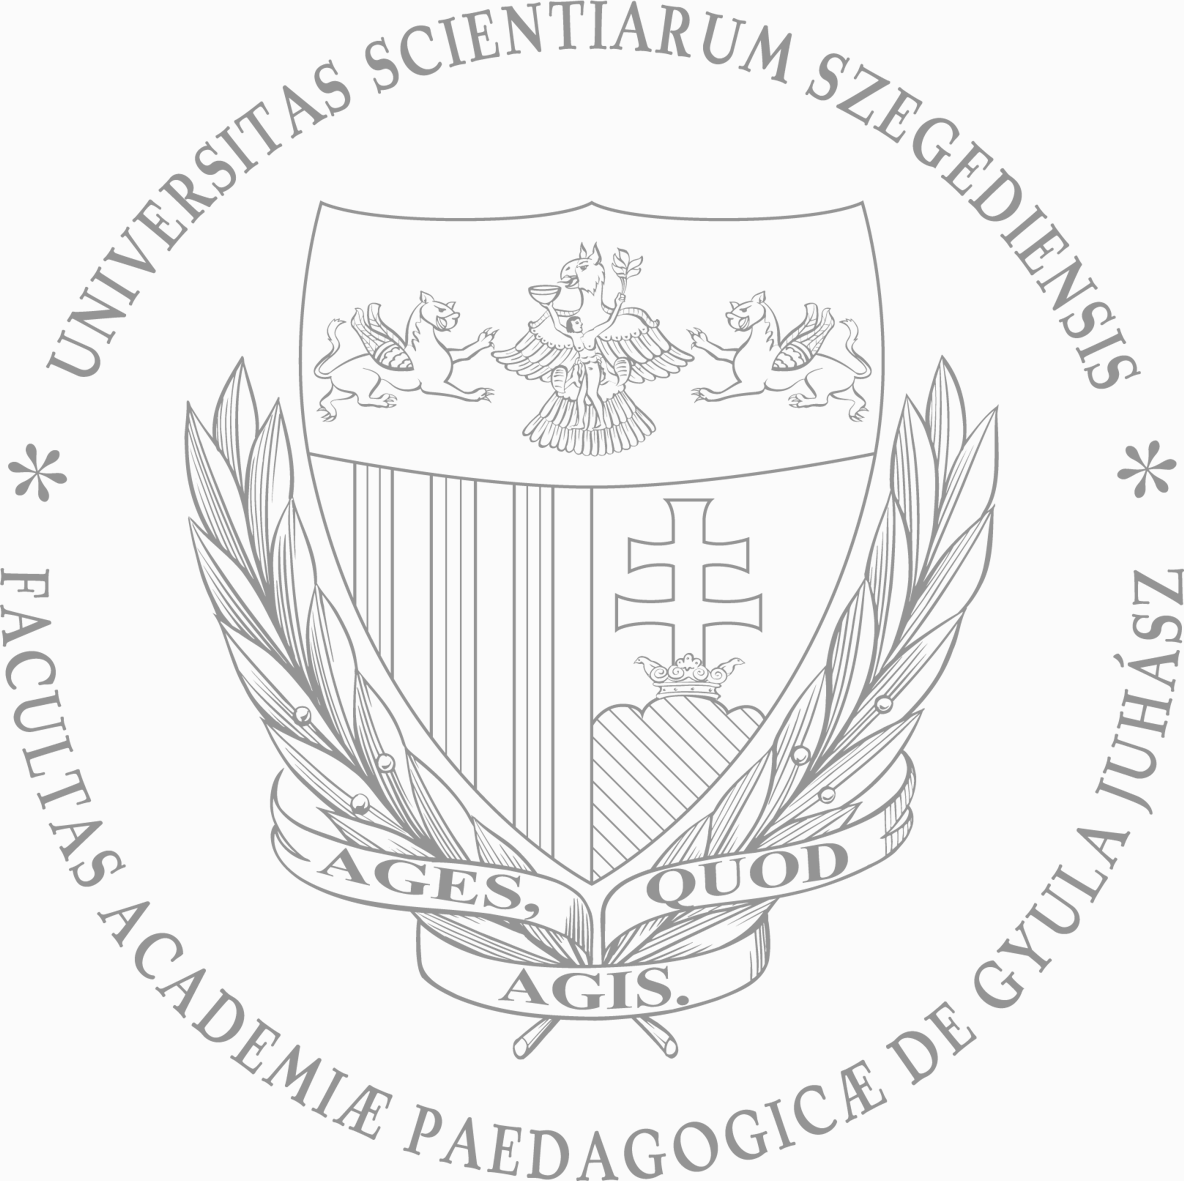 UNIVERSITAS SCIENTIARUM SZEGEDIENSIS
* FACULTAS ACADEMIÆ PAEDAGOGICÆ DE GYULA JUHÁSZ *
AGES, QUOD
AGIS.